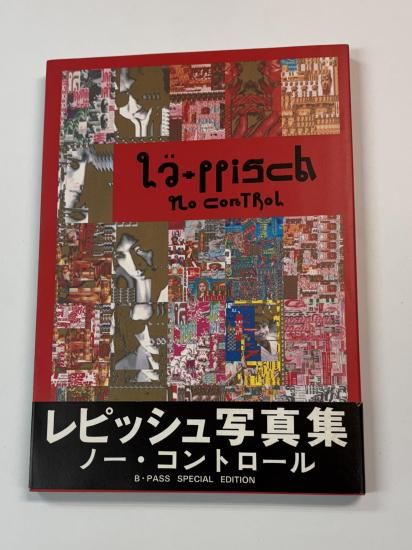 Lä-ppisch
no conTRol
レピッシュ写真集
ノー・コントロール
B・PASS SPECIAL EDITION